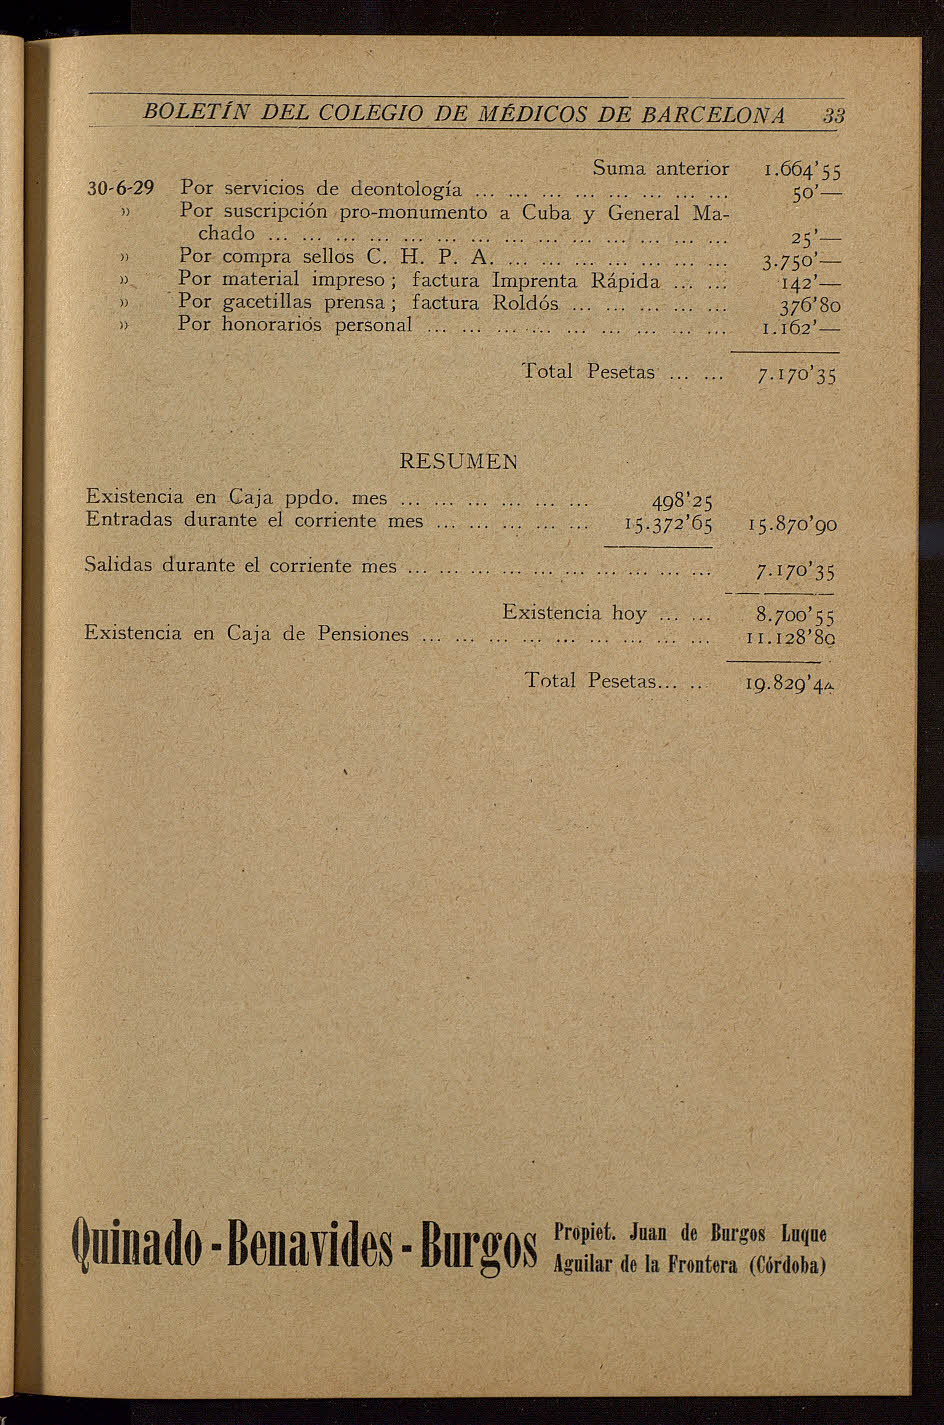 BOLETÍN DEL COLEGIO DE MÉDICOS DE BARCELONA 33
Suma anterior 1.664'55
30-6-29 Por servicios de deontología ... ... ... ... ... ... ... ... 50'—
» Por suscripción pro-monumento a Cuba y General Ma-
chado ... ... ... ... ... ... ... ... ... ... ... ... ... ... 25'—
» Por compra sellos C. H. P. A. ... ... ... ... ... ... ... 3.750'—
» Por material impreso; factura Imprenta Rápida ... ... 142'—
» Por gacetillas prensa; factura Roldós ... ... ... ... ... 376'80
» Por honorarios personal ... ... ... ... ... ... ... ... ... 1.162'—
Total Pesetas ... ... 7.170'35
RESUMEN
Existencia en Caja ppdo. mes ... ... ... ... ... ... 498'25
Entradas durante el corriente mes ... ... ... ... ... 15.372'65 15.870'90
Salidas durante el corriente mes ... ... ... ... ... ... ... ... ... ... 7.170'35
Existencia hoy ... ... 8.700'55
Existencia en Caja de Pensiones ... ... ... ... ... ... ... ... ... 11.128'89
Total Pesetas... .. 19.829'44
Quinado-Benavides-Burgos
Propiet. Juan de Burgos Luque
Aguilar de la Frontera (Córdoba)